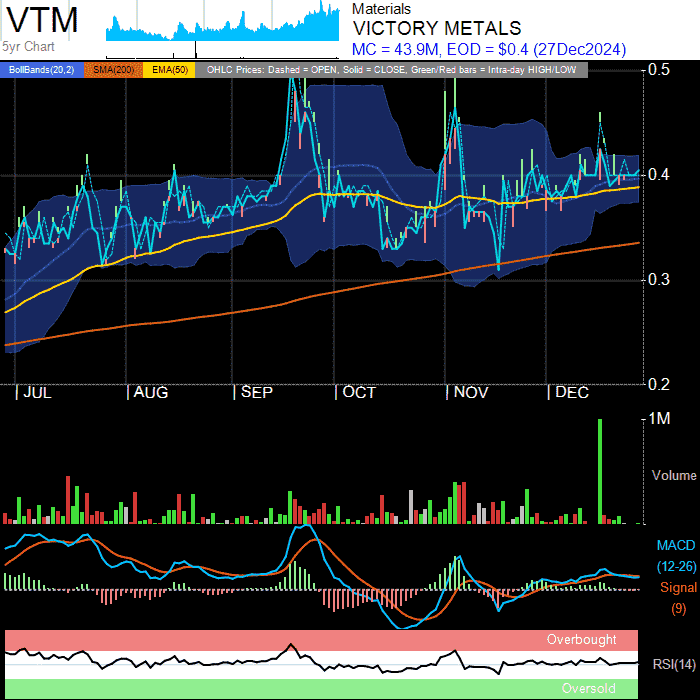 VTM
Materials
VICTORY METALS
5yr Chart
MC = 43.9M, EOD = $0.4 (27Dec2024)
BollBands(20,2) SMA(200) EMA(50) OHLC Prices: Dashed = OPEN, Solid = CLOSE, Green/Red bars = Intra-day HIGH/LOW
0.5
0.4
0.3
0.2
JUL AUG SEP OCT NOV DEC
1M
Volume
MACD
(12-26)
Signal
(9)
Overbought
RSI(14)
Oversold